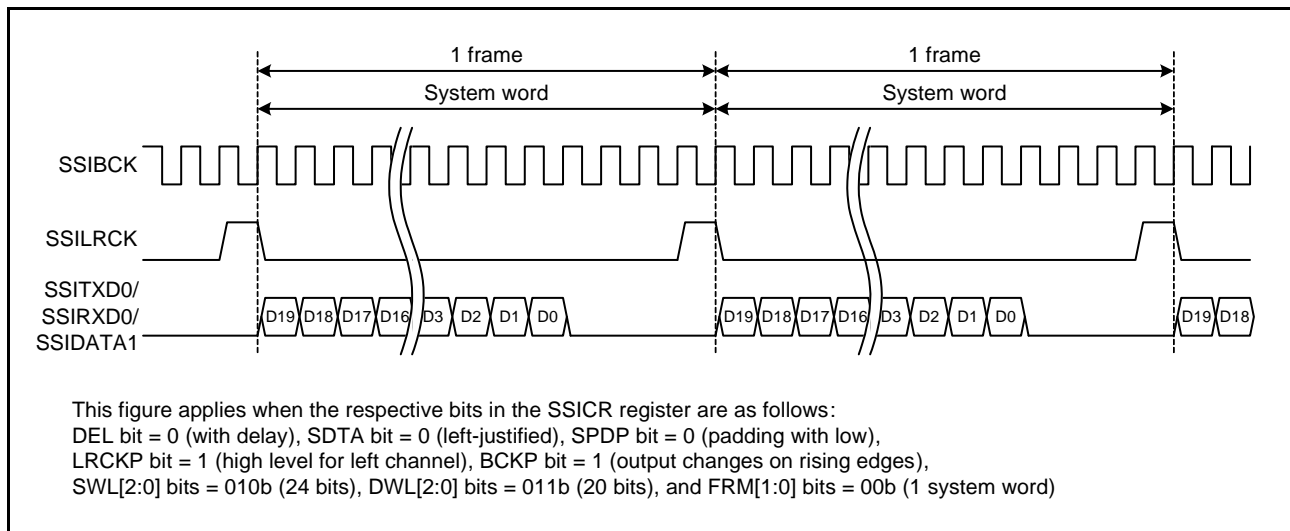 1 frame 1 frame
System word System word
SSIBCK
SSILRCK
SSITXD0/
SSIRXD0/
SSIDATA1
D19 D18 D17 D16 D3 D2 D1 D0 D19 D18 D17 D16 D3 D2 D1 D0 D19 D18
This figure applies when the respective bits in the SSICR register are as follows:
DEL bit = 0 (with delay), SDTA bit = 0 (left-justified), SPDP bit = 0 (padding with low),
LRCKP bit = 1 (high level for left channel), BCKP bit = 1 (output changes on rising edges),
SWL[2:0] bits = 010b (24 bits), DWL[2:0] bits = 011b (20 bits), and FRM[1:0] bits = 00b (1 system word)